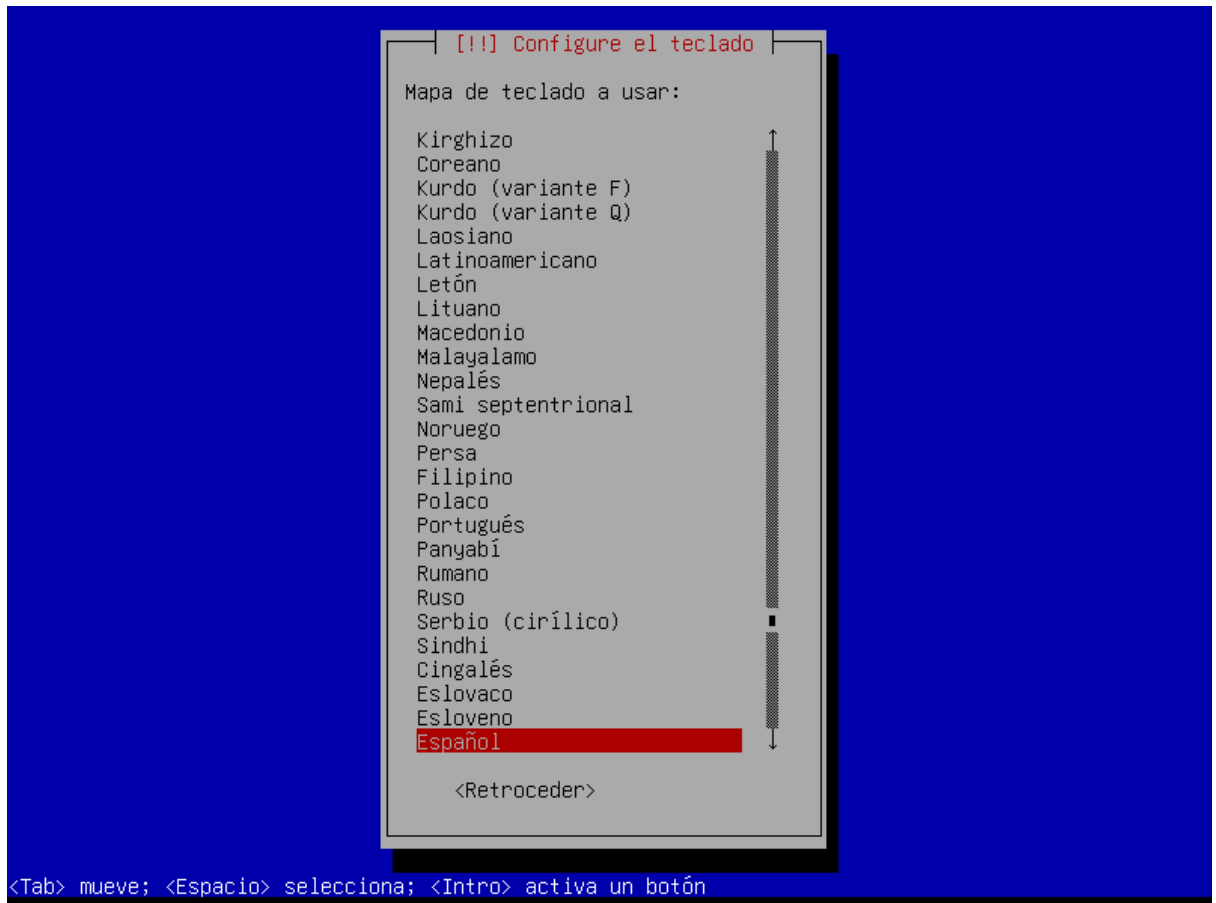 [!!] Configure el teclado
Mapa de teclado a usar:
Kirghizo
Coreano
Kurdo (variante F)
Kurdo (variante Q)
Laosiano
Latinoamericano
Letón
Lituano
Macedonio
Malayalamo
Nepalés
Sami septentrional
Noruego
Persa
Filipino
Polaco
Portugués
Panyabí
Rumano
Ruso
Serbio (cirílico)
Sindhi
Cingalés
Eslovaco
Esloveno
Español
<Retroceder>
<Tab> mueve; <Espacio> selecciona; <Intro> activa un botón